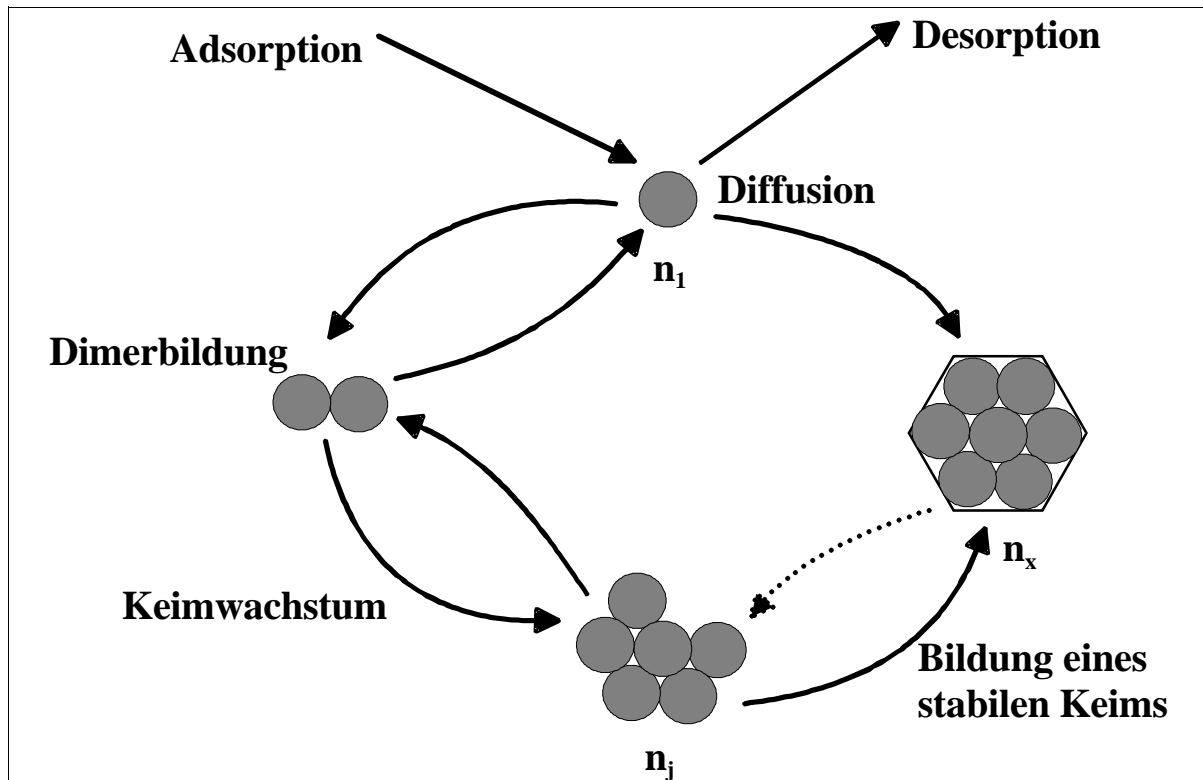 Adsorption
Desorption
Diffusion
n₁
Dimerbildung
nₓ
Keimwachstum
Bildung eines
stabilen Keims
nⱼ